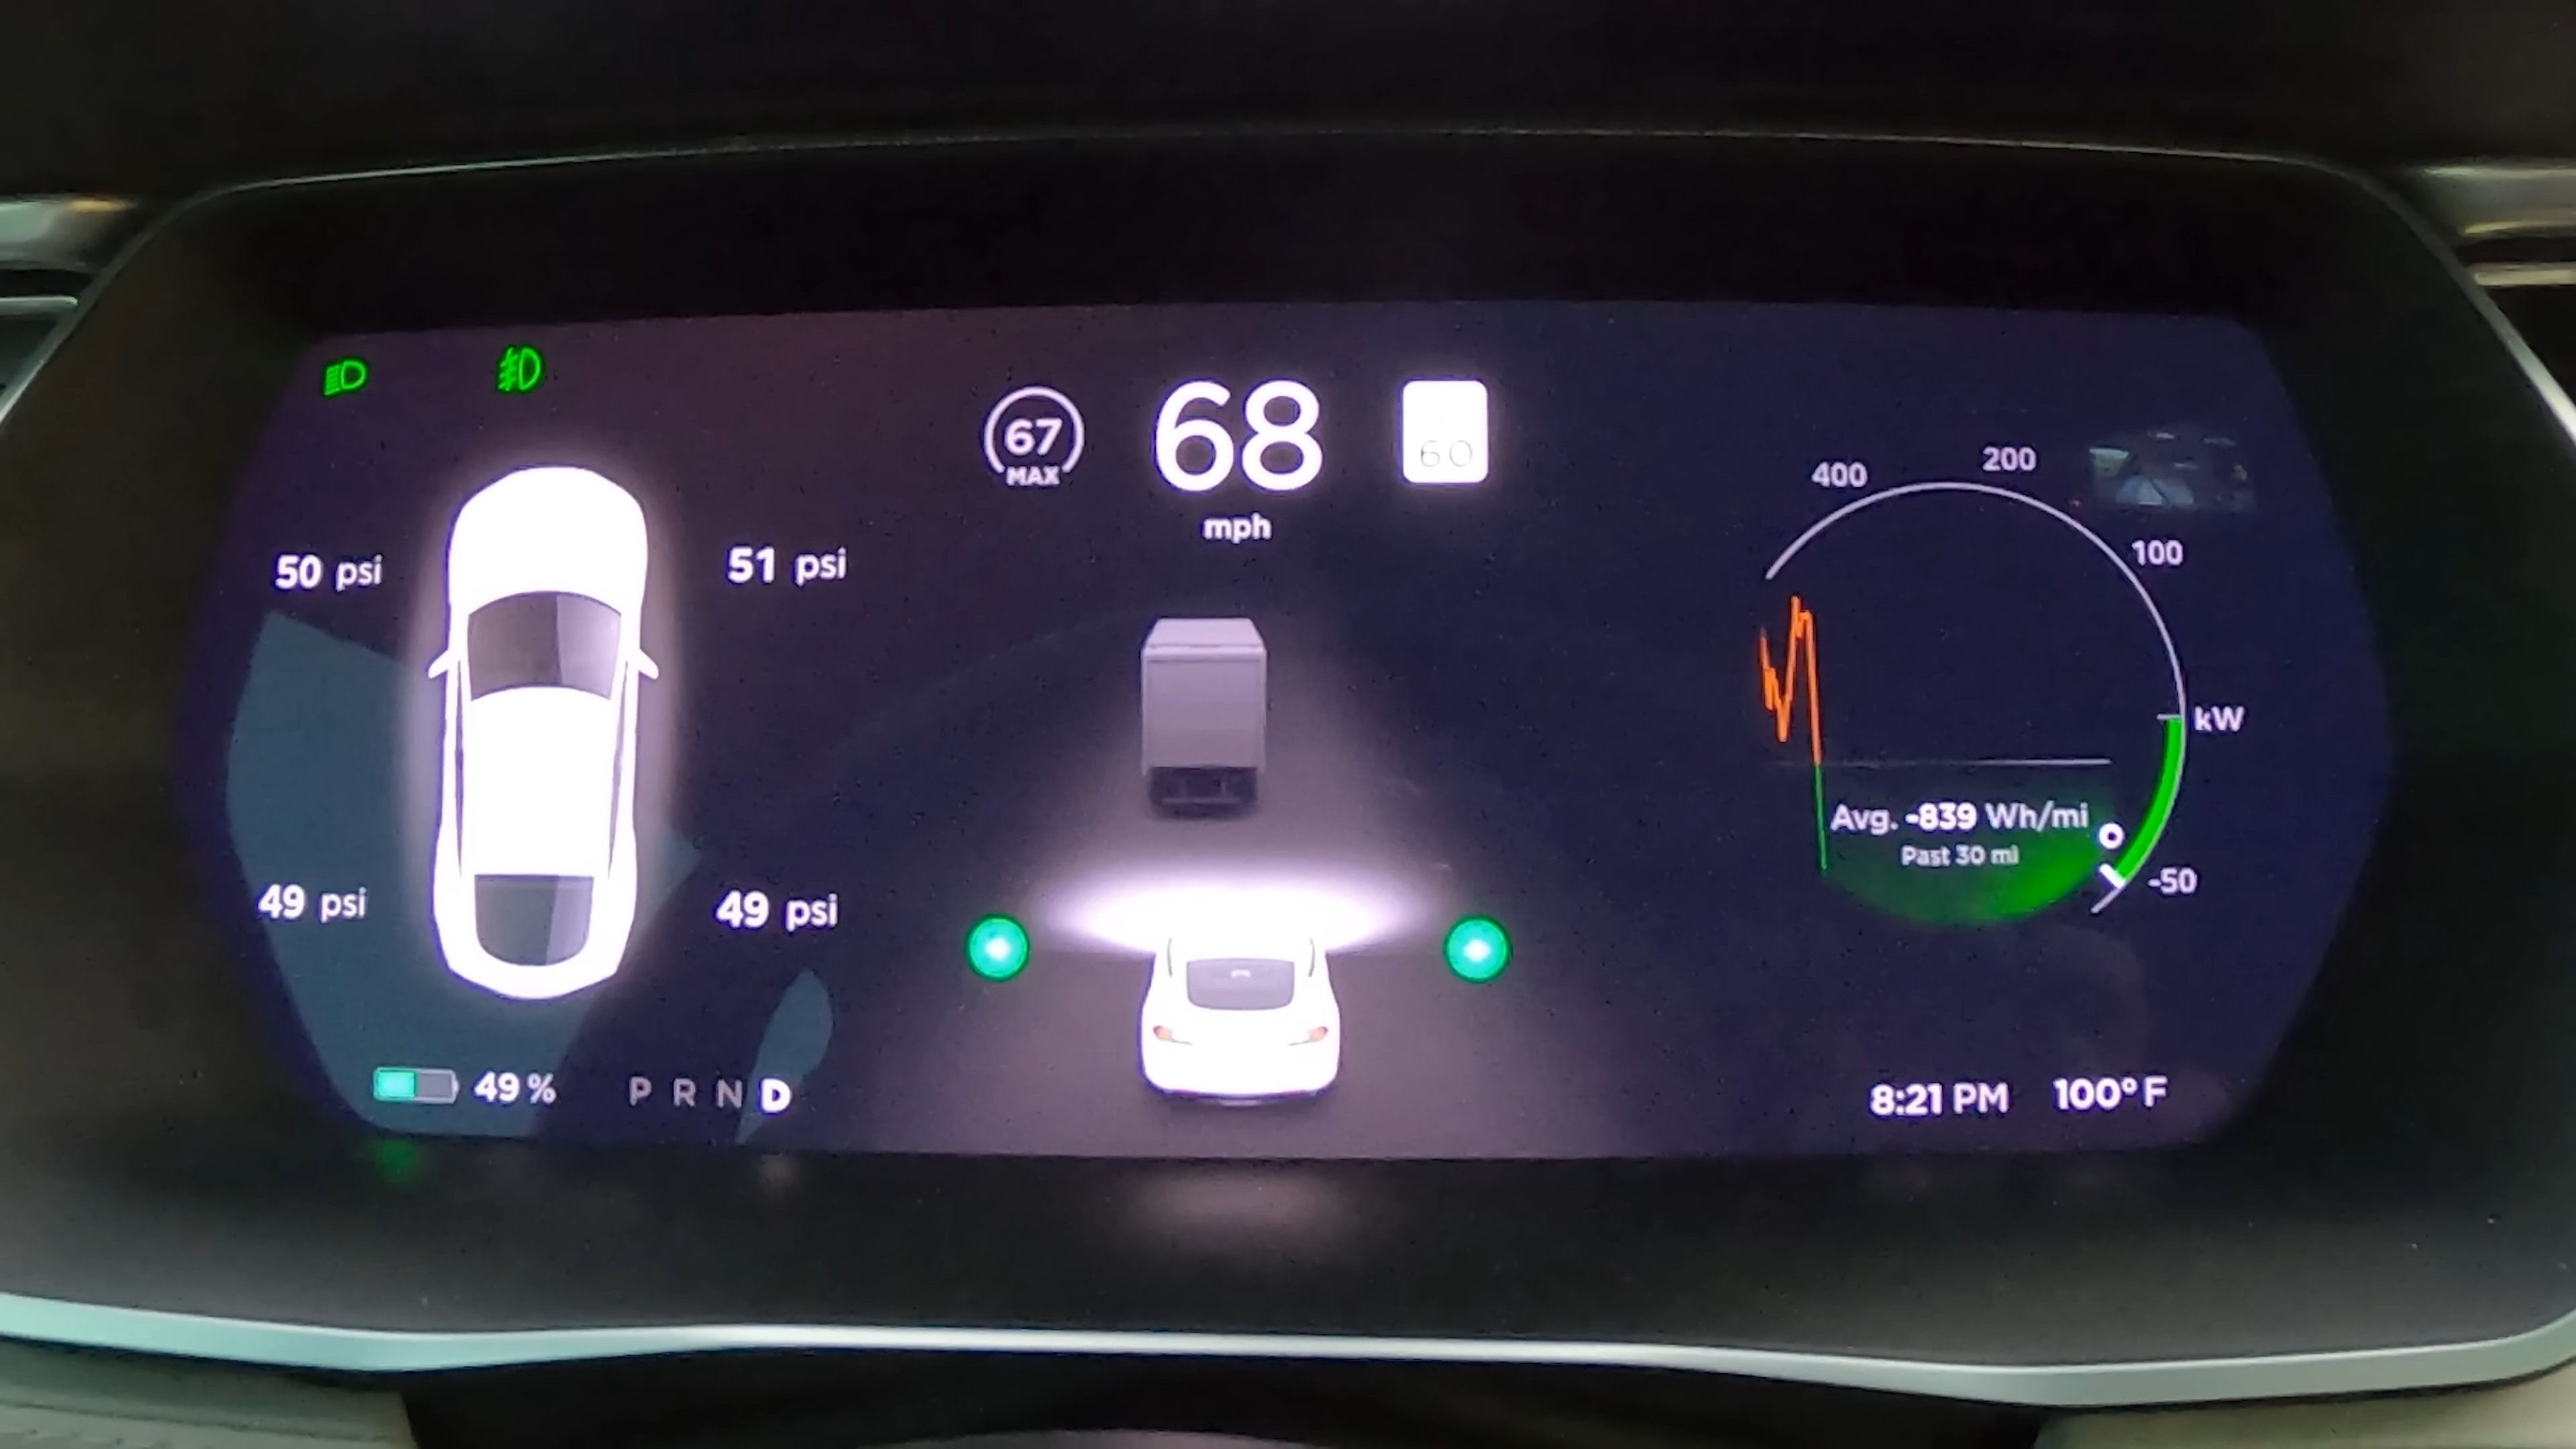 67
MAX
68
mph
60
50 psi
51 psi
49 psi
49 psi
400
200
100
kW
-50
Avg. -839 Wh/mi
Past 30 mi
49%
P R N D
8:21 PM
100°F